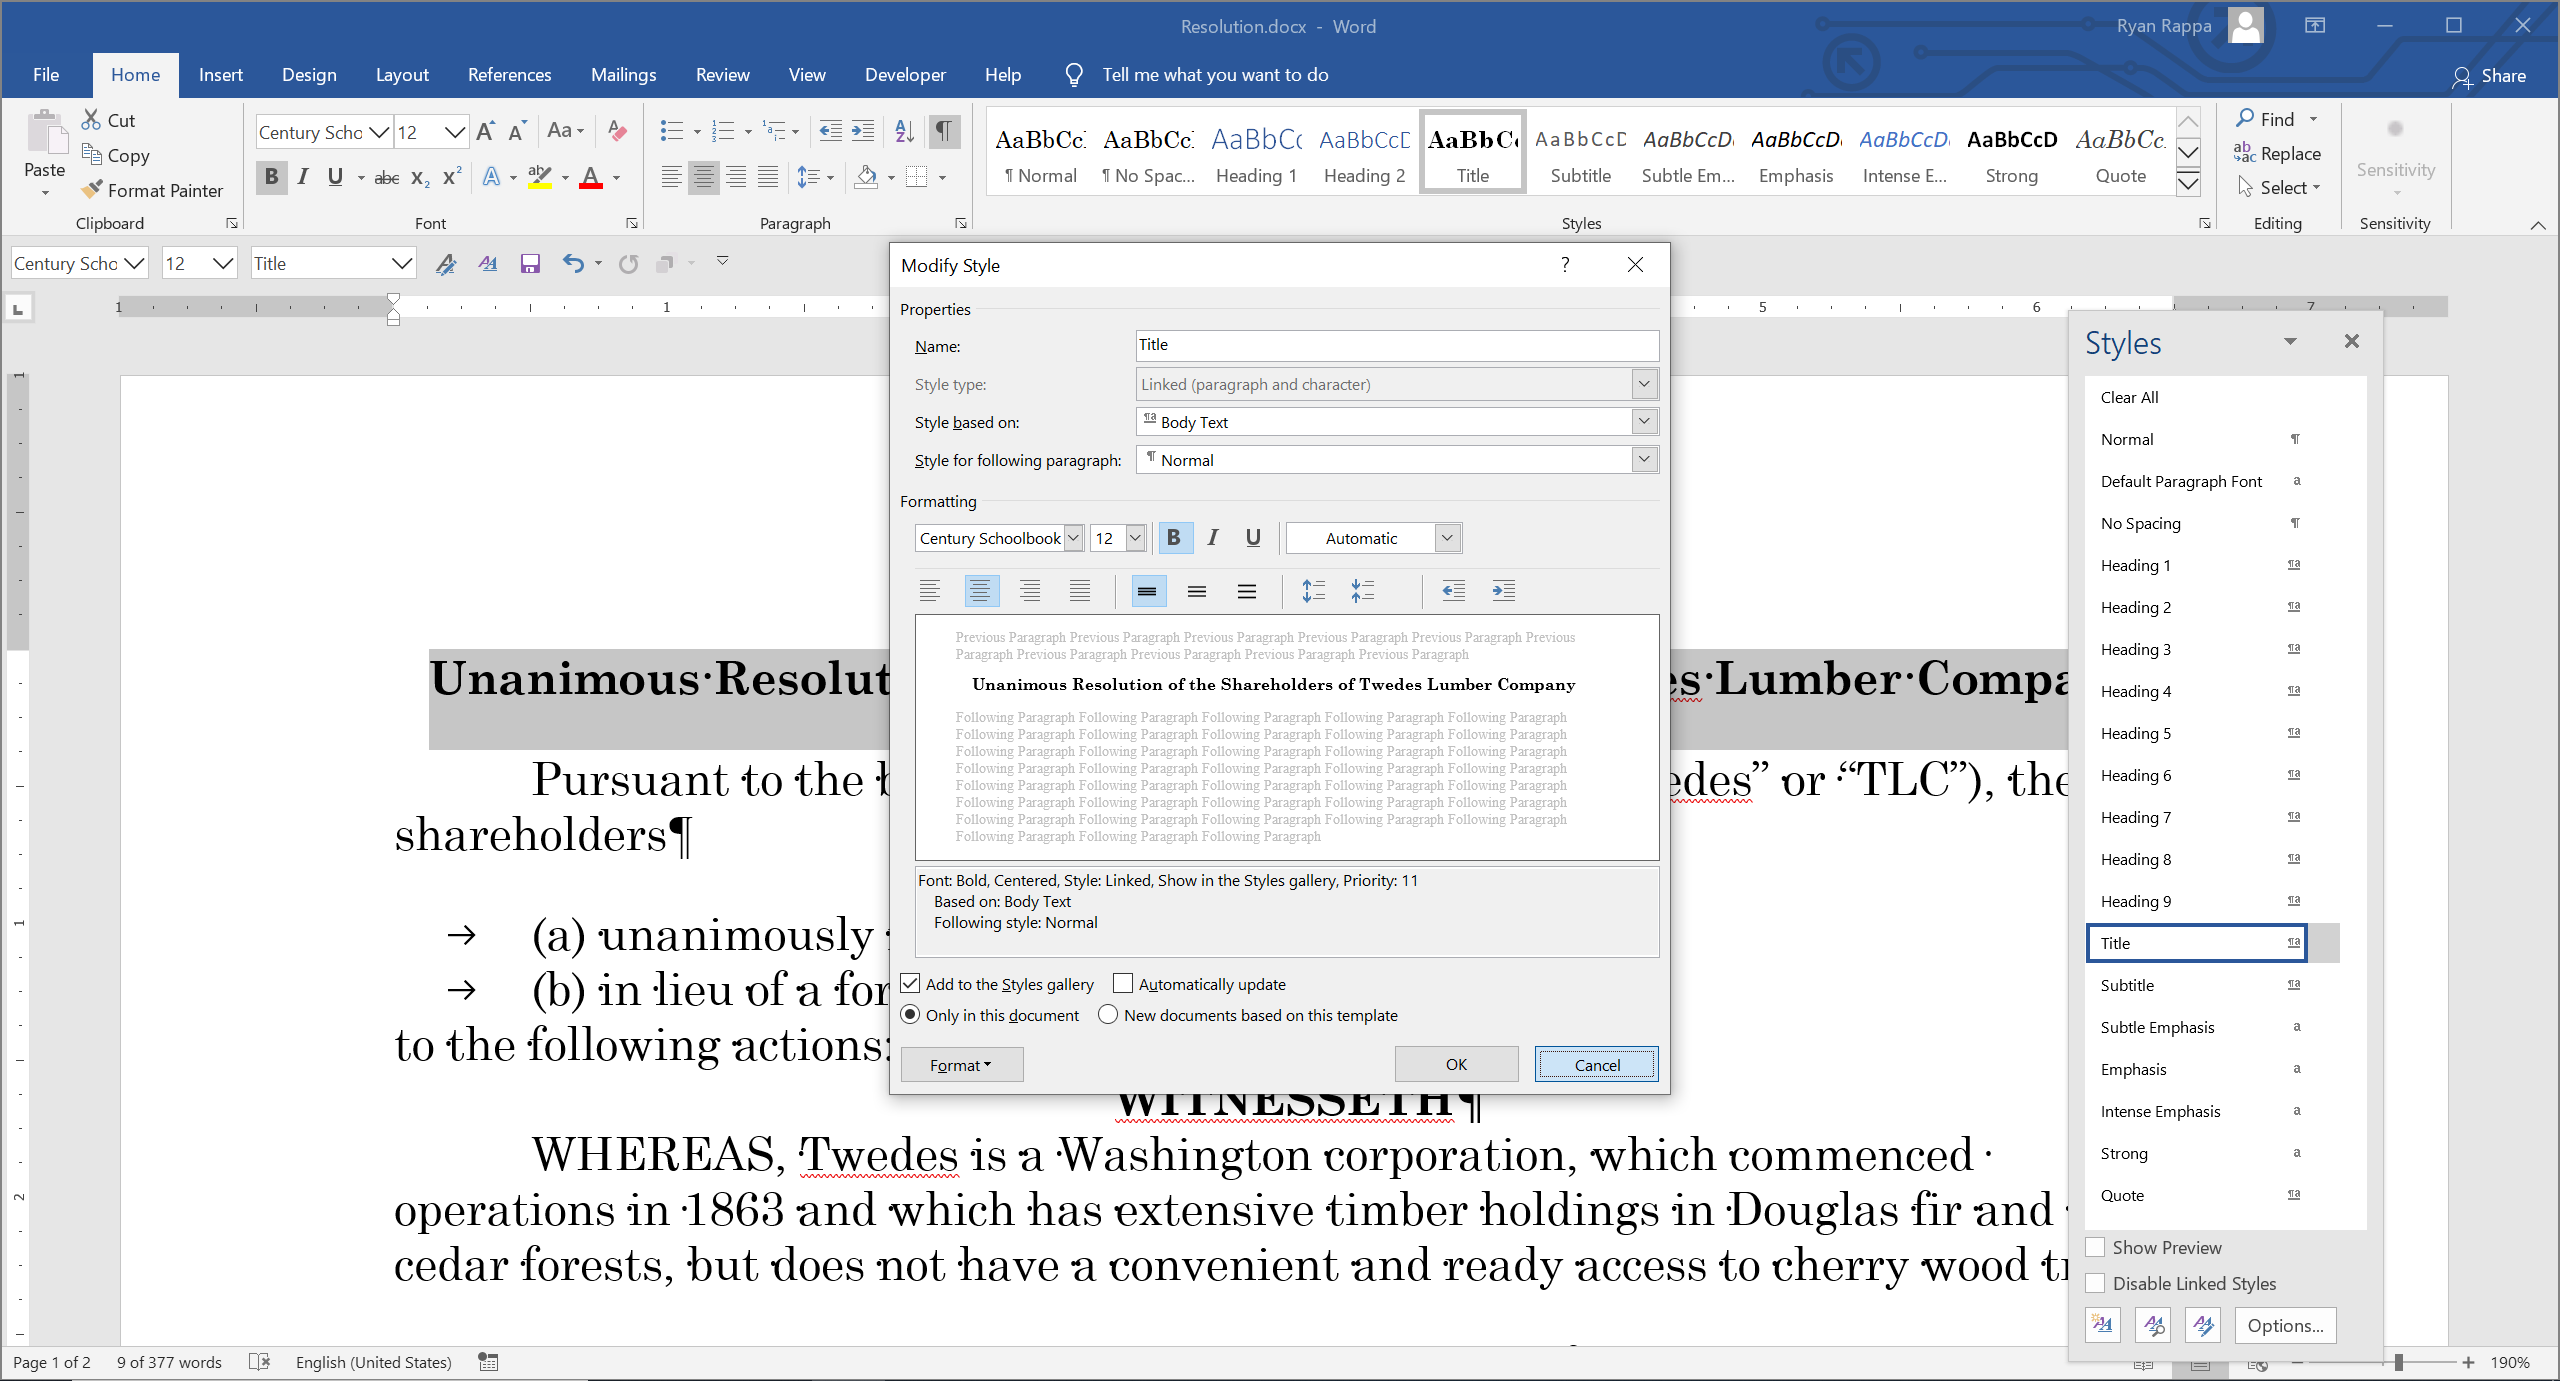 Resolution.docx - Word
Ryan Rappa
File Home Insert Design Layout References Mailings Review View Developer Help Tell me what you want to do Share
Cut
Copy
Format Painter
Paste
Clipboard
Century Scho 12
Aa
B I U abc x₂ x² A ab A
Font
¶
Paragraph
AaBbCc AaBbCc AaBbCc AaBbCcD AaBbCc AaBbCcD AaBbCcD AaBbCcD AaBbCcD AaBbCcD AaBbCc
¶ Normal ¶ No Spac... Heading 1 Heading 2 Title Subtitle Subtle Em... Emphasis Intense E... Strong Quote
Styles
Find
Replace
Select
Editing
Sensitivity
Sensitivity
Century Scho 12 Title
1 1 5 6 7
Modify Style ?
Properties
Name: Title
Style type: Linked (paragraph and character)
Style based on: ¶a Body Text
Style for following paragraph: ¶ Normal
Formatting
Century Schoolbook 12 B I U Automatic
Previous Paragraph Previous Paragraph Previous Paragraph Previous Paragraph Previous Paragraph Previous
Paragraph Previous Paragraph Previous Paragraph Previous Paragraph Previous Paragraph
Unanimous Resolution of the Shareholders of Twedes Lumber Company
Following Paragraph Following Paragraph Following Paragraph Following Paragraph Following Paragraph
Following Paragraph Following Paragraph Following Paragraph Following Paragraph Following Paragraph
Following Paragraph Following Paragraph Following Paragraph Following Paragraph Following Paragraph
Following Paragraph Following Paragraph Following Paragraph Following Paragraph Following Paragraph
Following Paragraph Following Paragraph Following Paragraph Following Paragraph Following Paragraph
Following Paragraph Following Paragraph Following Paragraph Following Paragraph Following Paragraph
Following Paragraph Following Paragraph Following Paragraph Following Paragraph Following Paragraph
Following Paragraph Following Paragraph Following Paragraph
Font: Bold, Centered, Style: Linked, Show in the Styles gallery, Priority: 11
Based on: Body Text
Following style: Normal
Add to the Styles gallery Automatically update
Only in this document New documents based on this template
Format OK Cancel
Unanimous·Resolut es·Lumber·Compa
Pursuant·to·the· edes”·or·“TLC”),·the
shareholders¶
→ (a)·unanimously·
→ (b)·in·lieu·of·a·for
to·the·following·actions:
WITNESSETH¶
WHEREAS,·Twedes·is·a·Washington·corporation,·which·commenced·
operations·in·1863·and·which·has·extensive·timber·holdings·in·Douglas·fir·and·
cedar·forests,·but·does·not·have·a·convenient·and·ready·access·to·cherry·wood·
Styles
Clear All
Normal ¶
Default Paragraph Font a
No Spacing ¶
Heading 1 ¶a
Heading 2 ¶a
Heading 3 ¶a
Heading 4 ¶a
Heading 5 ¶a
Heading 6 ¶a
Heading 7 ¶a
Heading 8 ¶a
Heading 9 ¶a
Title ¶a
Subtitle ¶a
Subtle Emphasis a
Emphasis a
Intense Emphasis a
Strong a
Quote ¶a
Show Preview
Disable Linked Styles
Options...
1
1
2
Page 1 of 2 9 of 377 words English (United States) 190%